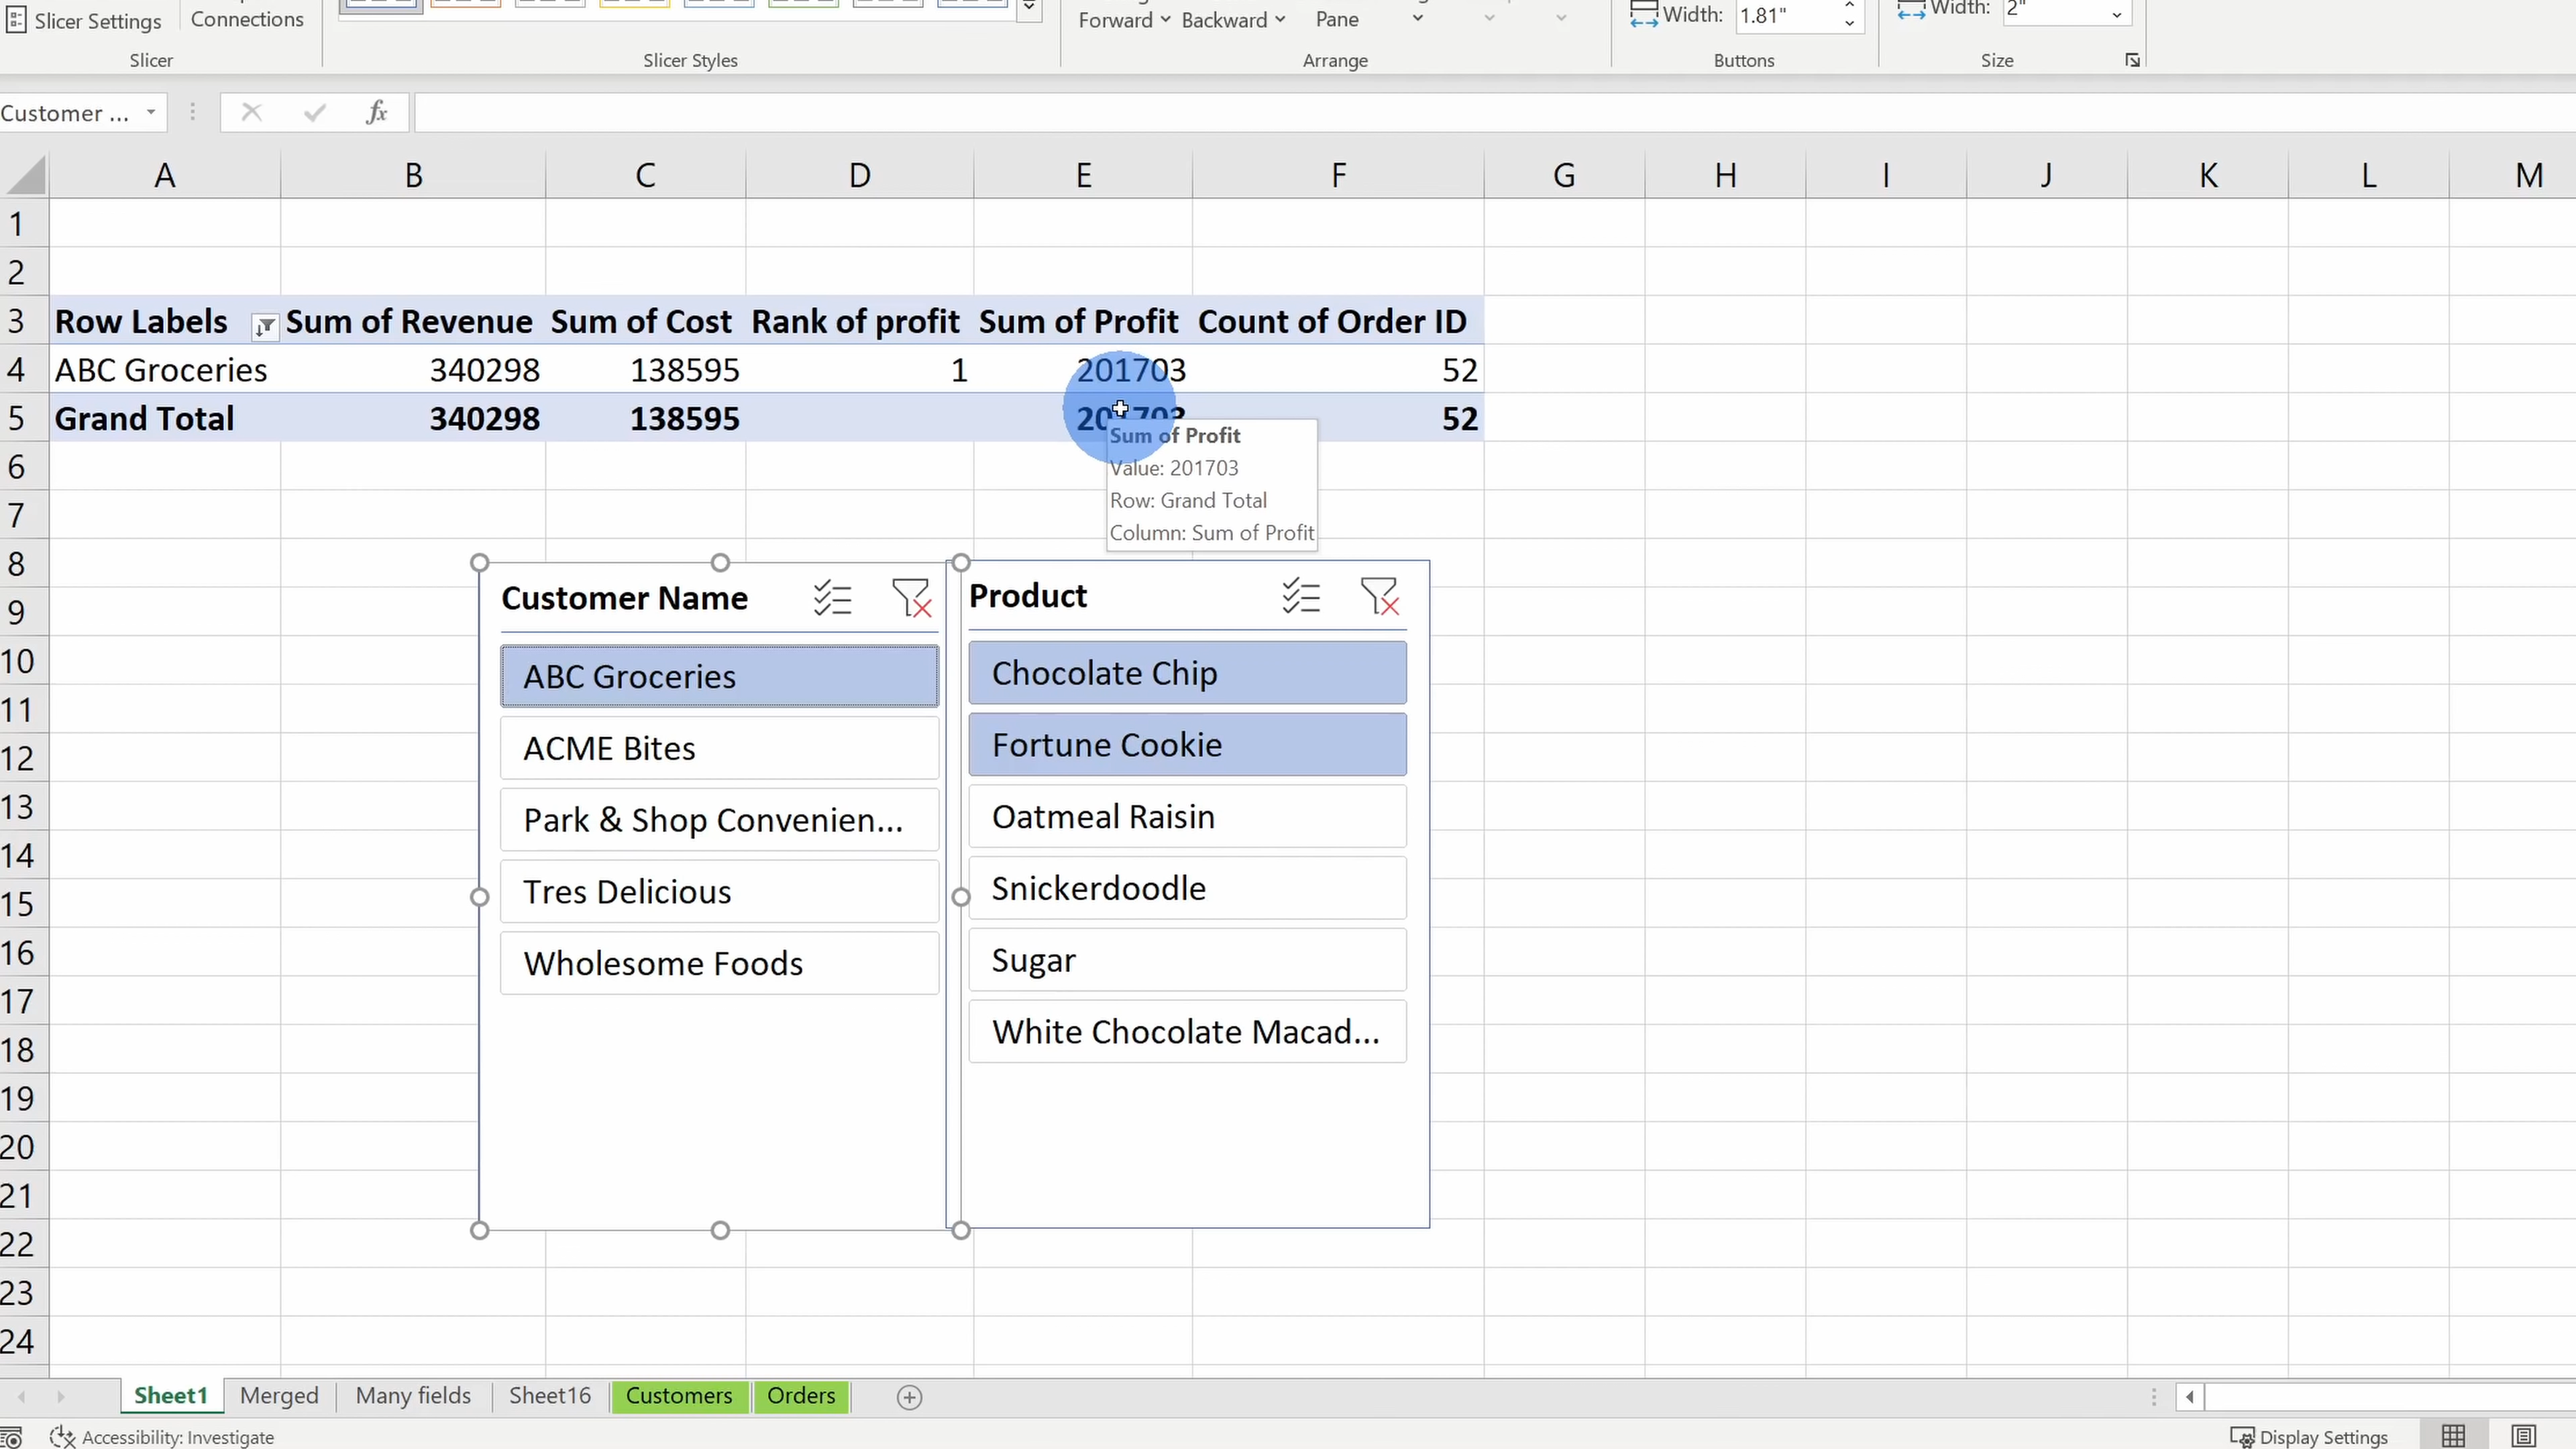 Slicer Settings
Connections
Forward
Backward
Pane
Width: 1.81"
Width: 2"
Slicer
Slicer Styles
Arrange
Buttons
Size
Customer ...
fx
A B C D E F G H I J K L M
1
2
3 Row Labels Sum of Revenue Sum of Cost Rank of profit Sum of Profit Count of Order ID
4 ABC Groceries 340298 138595 1 201703 52
5 Grand Total 340298 138595 201703 52
Sum of Profit
6 Value: 201703
Row: Grand Total
7 Column: Sum of Profit
8
9 Customer Name Product
10 ABC Groceries Chocolate Chip
11
12 ACME Bites Fortune Cookie
13 Park & Shop Convenien... Oatmeal Raisin
14
15 Tres Delicious Snickerdoodle
16 Wholesome Foods Sugar
17
18 White Chocolate Macad...
19
20
21
22
23
24
Sheet1 Merged Many fields Sheet16 Customers Orders
Accessibility: Investigate Display Settings